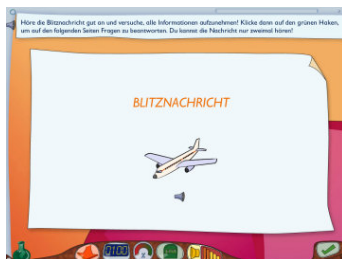 Höre die Blitznachricht gut an und versuche, alle Informationen aufzunehmen! Klicke dann auf den grünen Haken,
um auf den folgenden Seiten Fragen zu beantworten. Du kannst die Nachricht nur zweimal hören!
BLITZNACHRICHT
0100